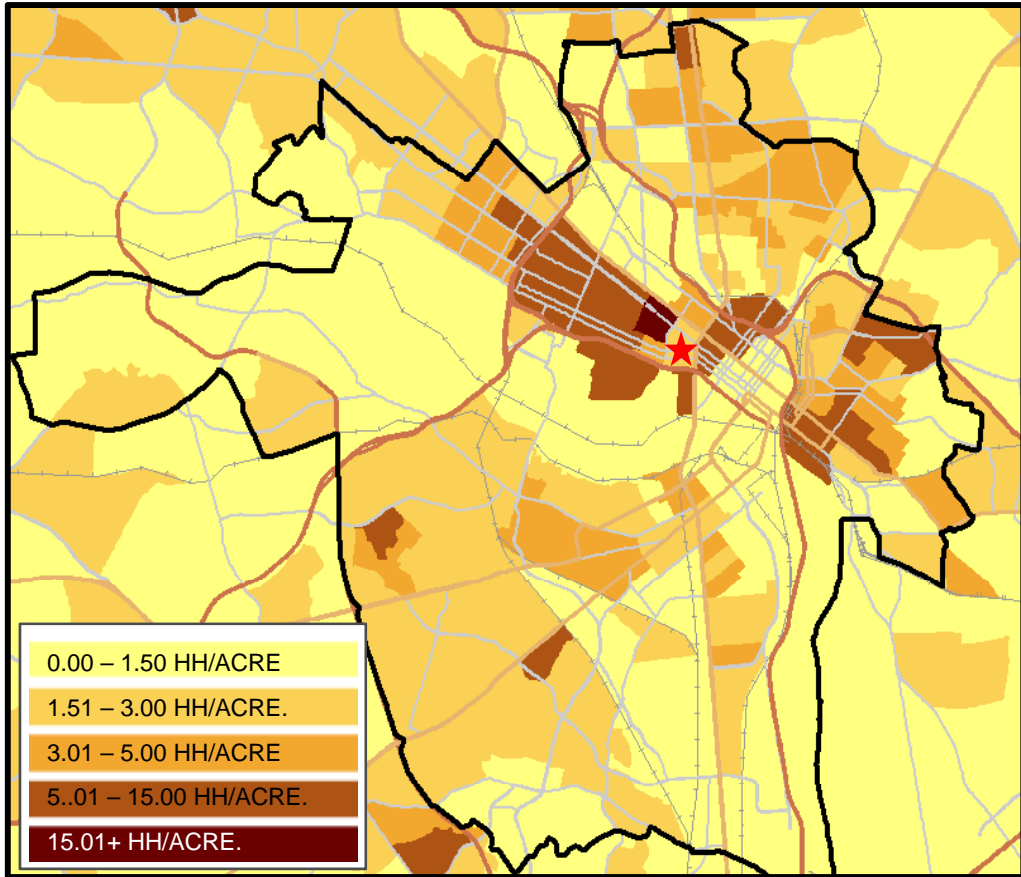 0.00 – 1.50 HH/ACRE
1.51 – 3.00 HH/ACRE.
3.01 – 5.00 HH/ACRE
5..01 – 15.00 HH/ACRE.
15.01+ HH/ACRE.